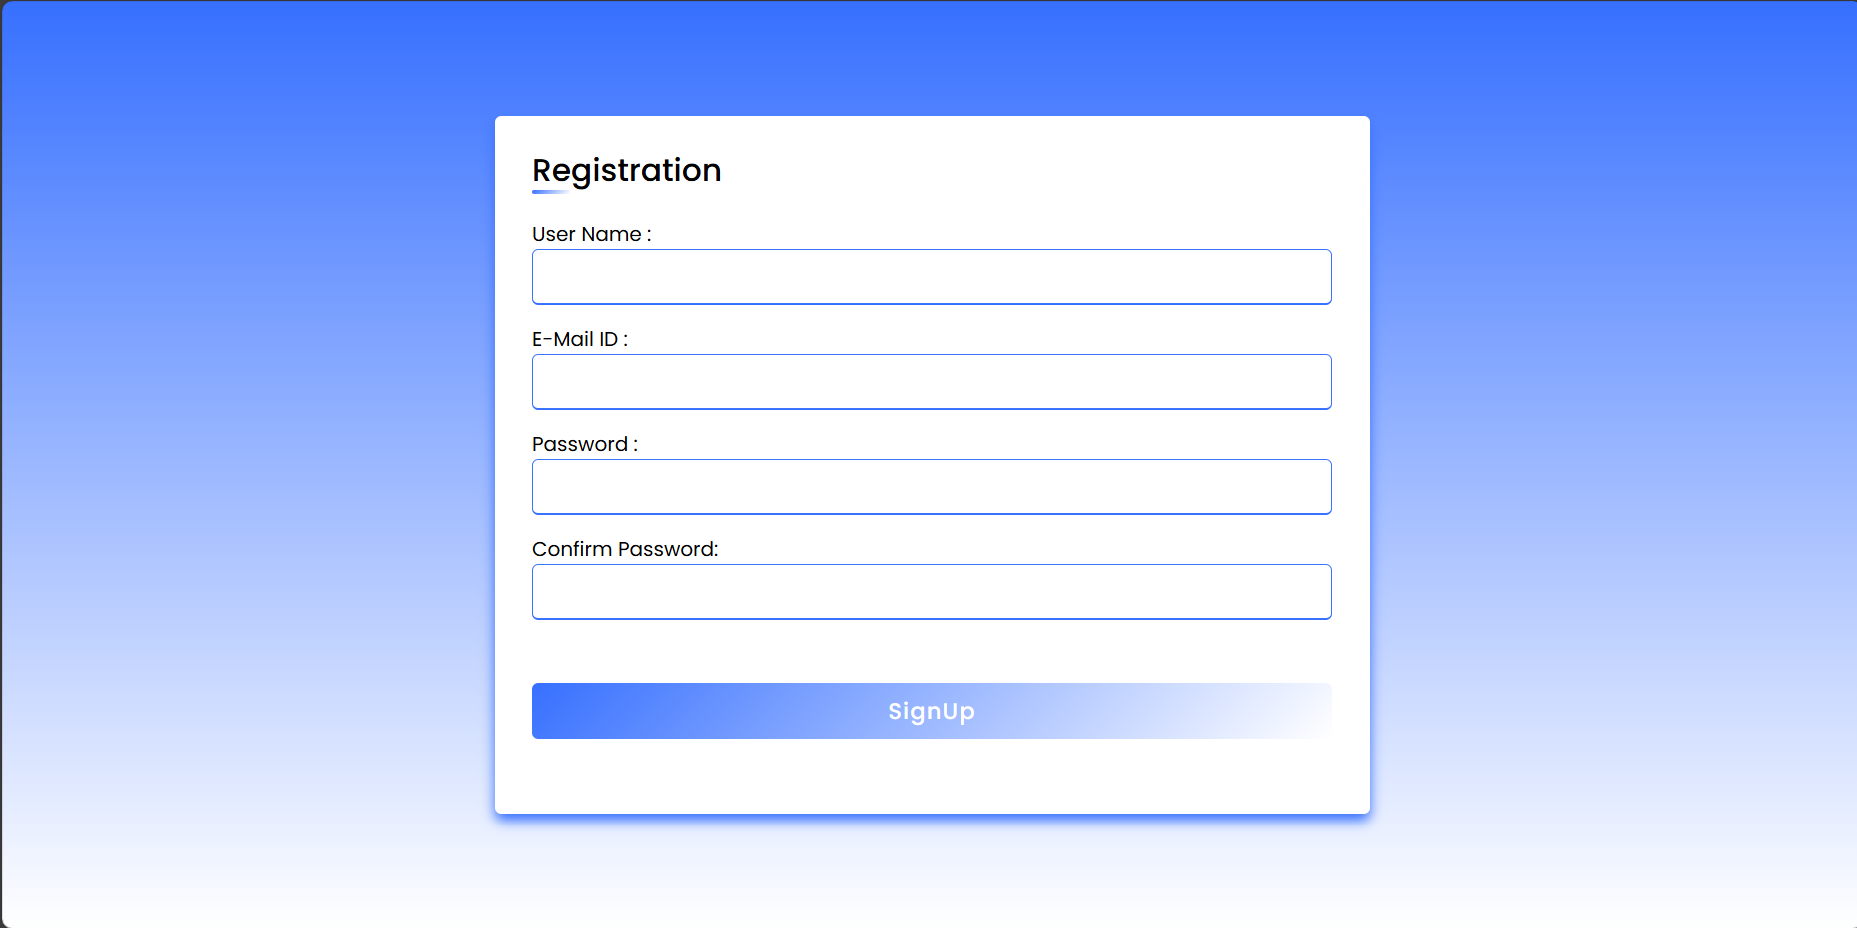 Registration
User Name :
E-Mail ID :
Password :
Confirm Password:
SignUp